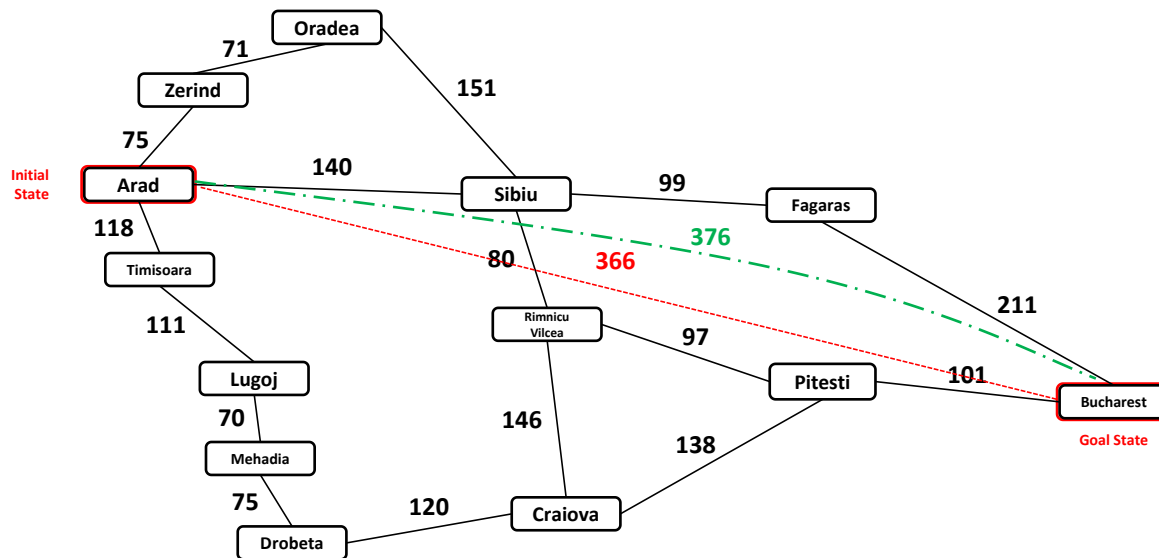 Oradea
71
Zerind
151
75
Initial
State
Arad
140
Sibiu
99
Fagaras
118
376
Timisoara
80
366
211
Rimnicu
Vilcea
111
97
Lugoj
Pitesti
101
Bucharest
70
146
138
Goal State
Mehadia
75
120
Craiova
Drobeta